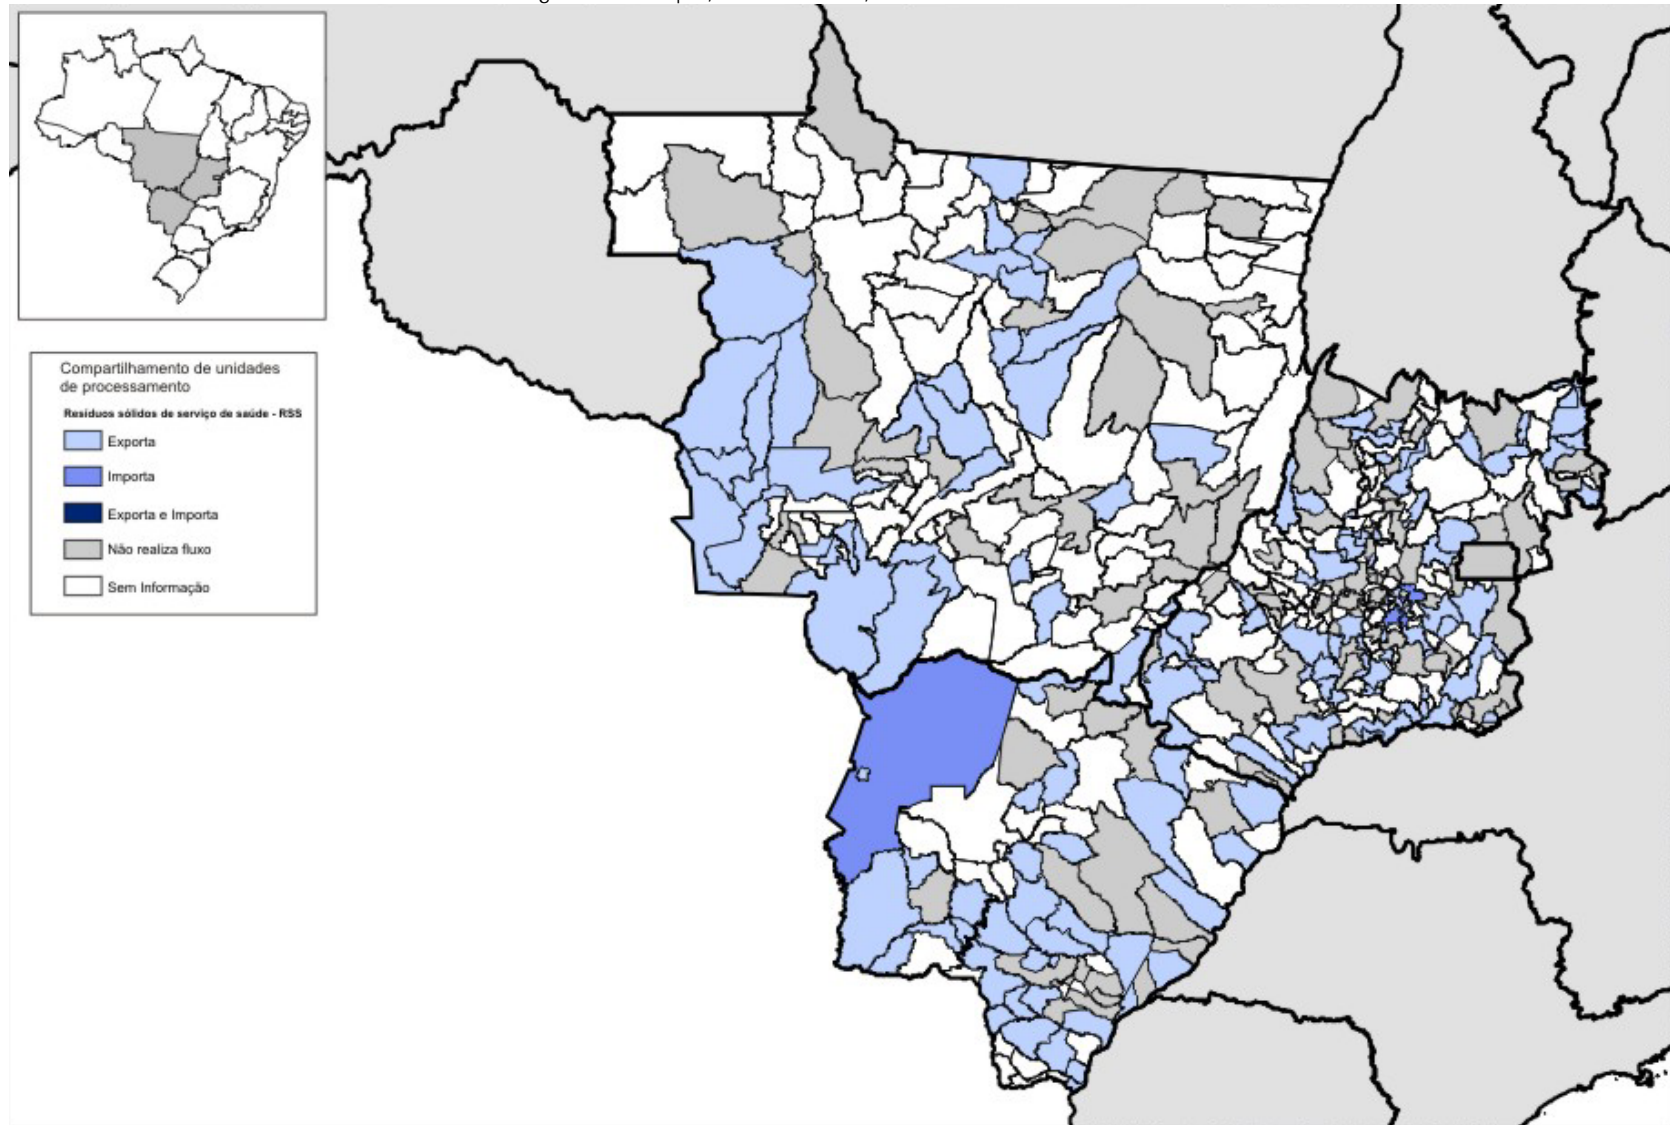 Compartilhamento de unidades
de processamento
Resíduos sólidos de serviço de saúde - RSS
Exporta
Importa
Exporta e Importa
Não realiza fluxo
Sem Informação